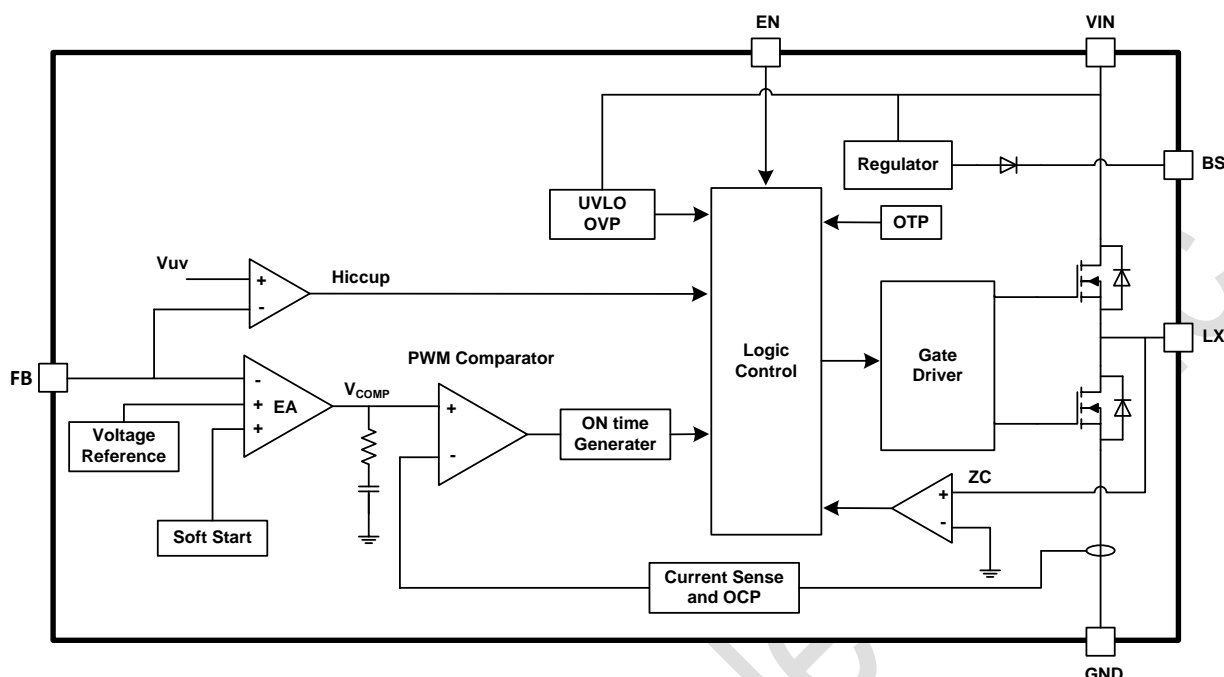 EN
VIN
BS
Regulator
UVLO
OVP
OTP
Vuv
+
-
Hiccup
LX
FB
PWM Comparator
Logic
Control
Gate
Driver
-
+
+
EA
VCOMP
+
-
ON time
Generater
Voltage
Reference
ZC
+
-
Soft Start
Current Sense
and OCP
GND